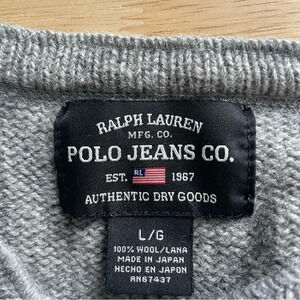 RALPH LAUREN
MFG. CO.
POLO JEANS CO.
EST. RL 1967
AUTHENTIC DRY GOODS
L/G
100% WOOL/LANA
MADE IN JAPAN
HECHO EN JAPON
RN67437